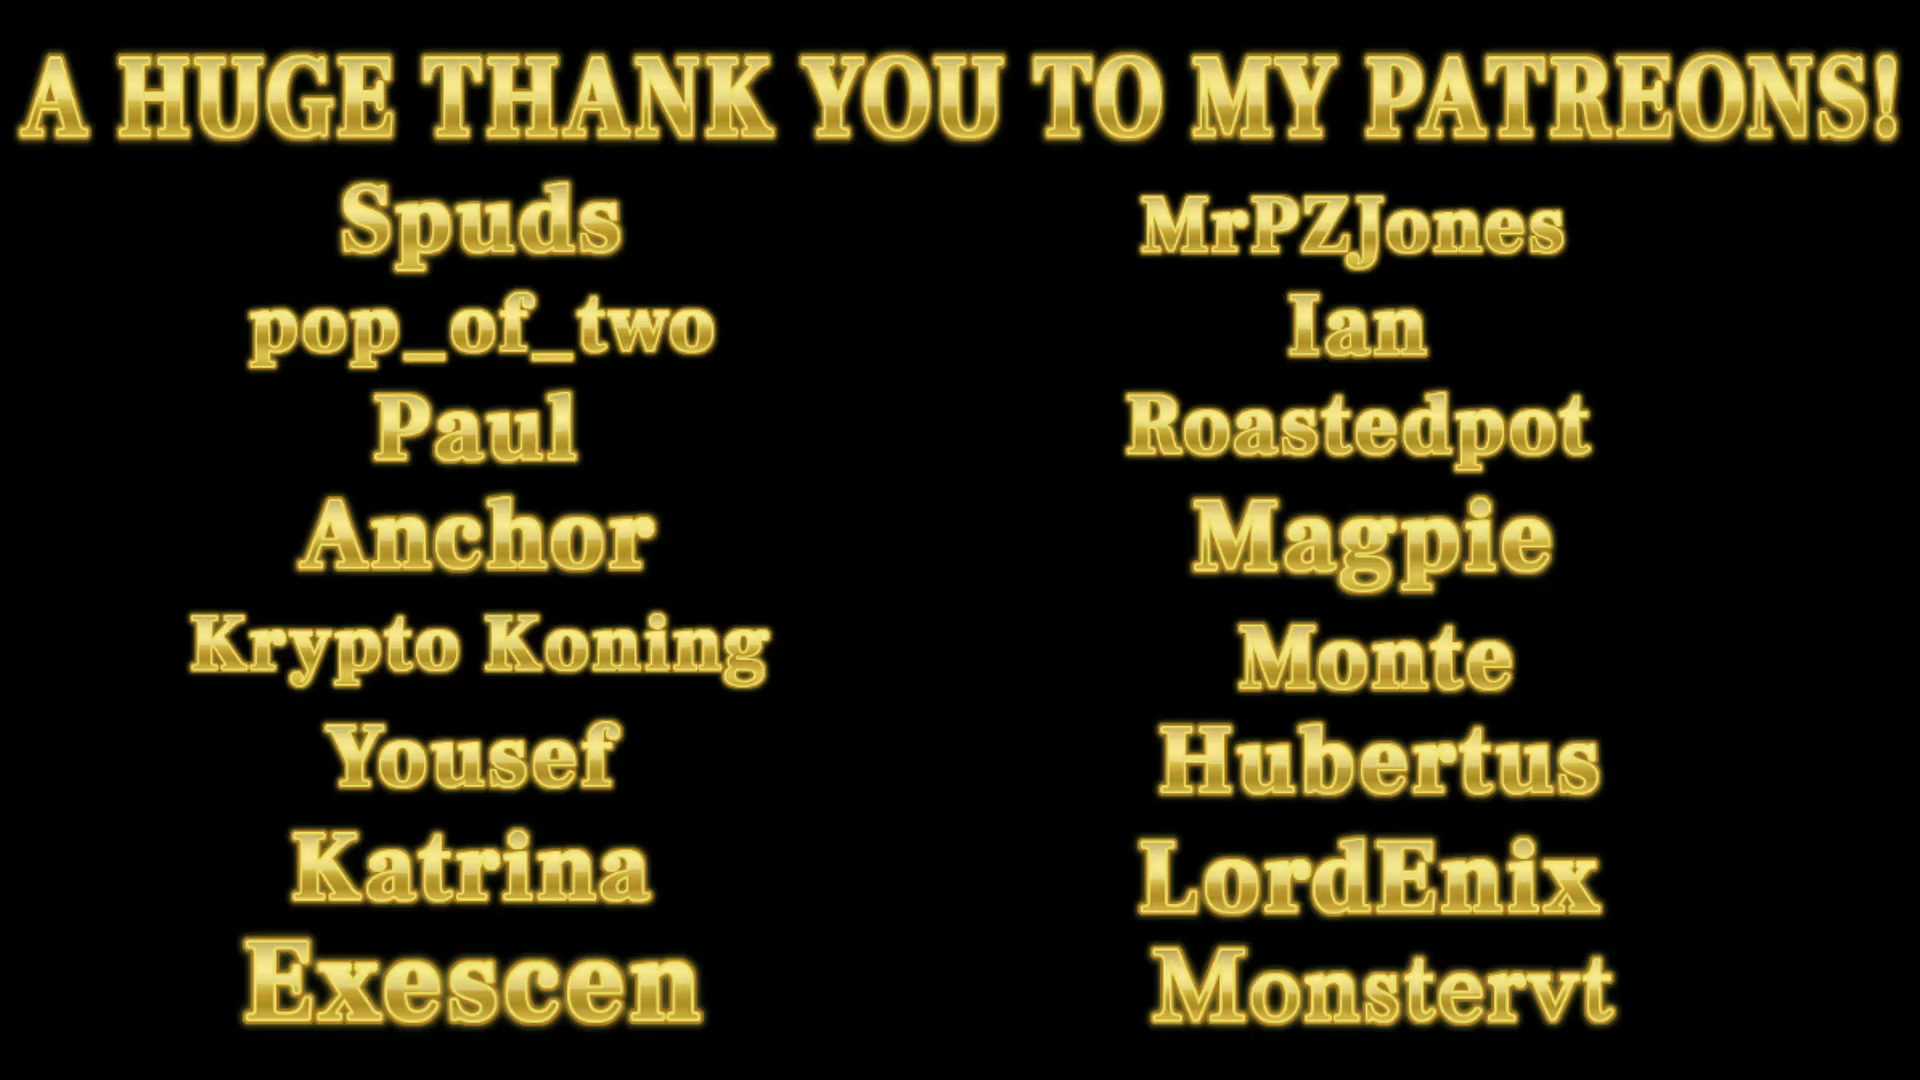 A HUGE THANK YOU TO MY PATREONS!
Spuds
pop_of_two
Paul
Anchor
Krypto Koning
Yousef
Katrina
Exescen
MrPZJones
Ian
Roastedpot
Magpie
Monte
Hubertus
LordEnix
Monstervt